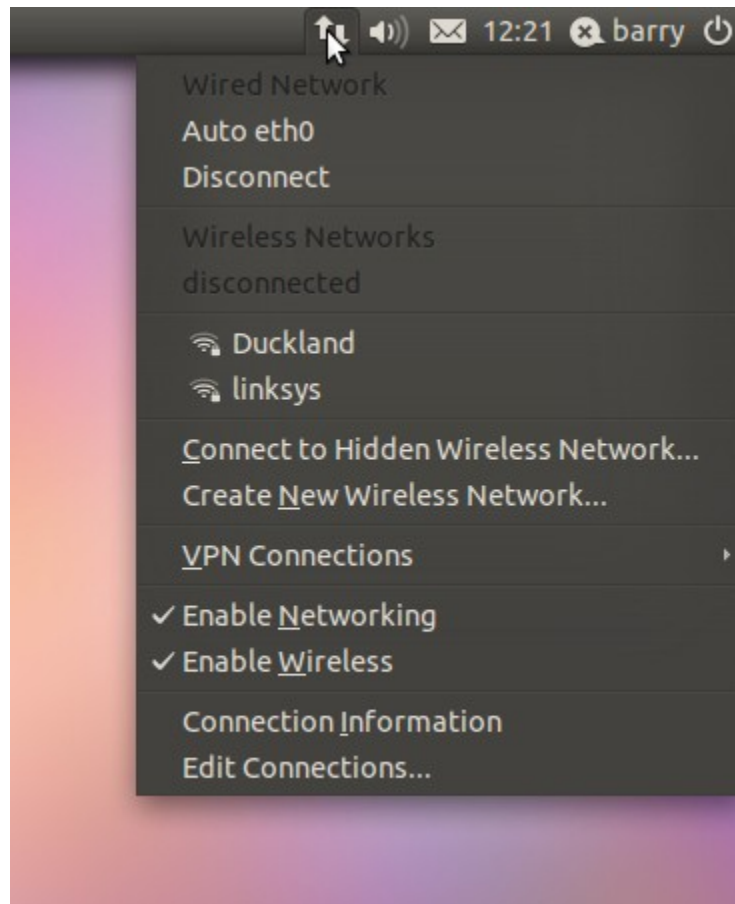 12:21 barry
Wired Network
Auto eth0
Disconnect
Wireless Networks
disconnected
Duckland
linksys
Connect to Hidden Wireless Network...
Create New Wireless Network...
VPN Connections
Enable Networking
Enable Wireless
Connection Information
Edit Connections...